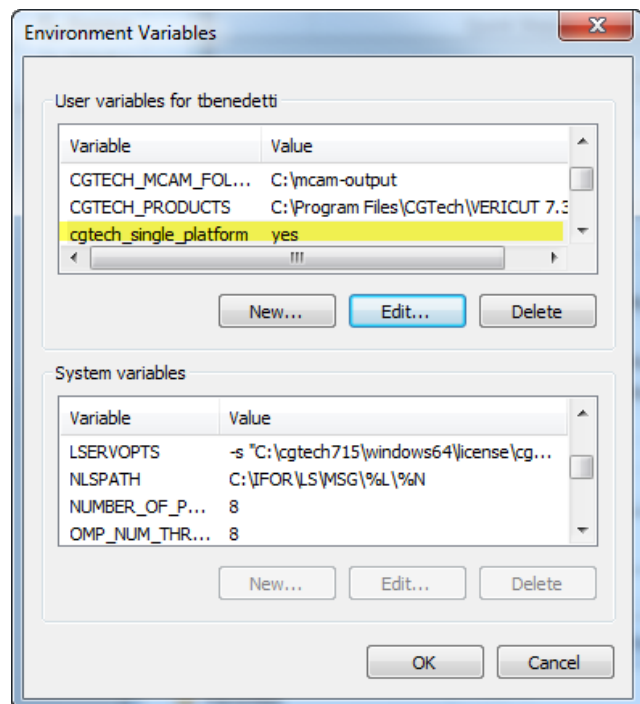 Environment Variables
User variables for tbenedetti
Variable Value
CGTECH_MCAM_FOL... C:\mcam-output
CGTECH_PRODUCTS C:\Program Files\CGTech\VERICUT 7.3
cgtech_single_platform yes
New... Edit... Delete
System variables
Variable Value
LSERVOPTS -s "C:\cgtech715\windows64\license\cg...
NLSPATH C:\IFOR\LS\MSG\%L\%N
NUMBER_OF_P... 8
OMP_NUM_THR... 8
New... Edit... Delete
OK Cancel